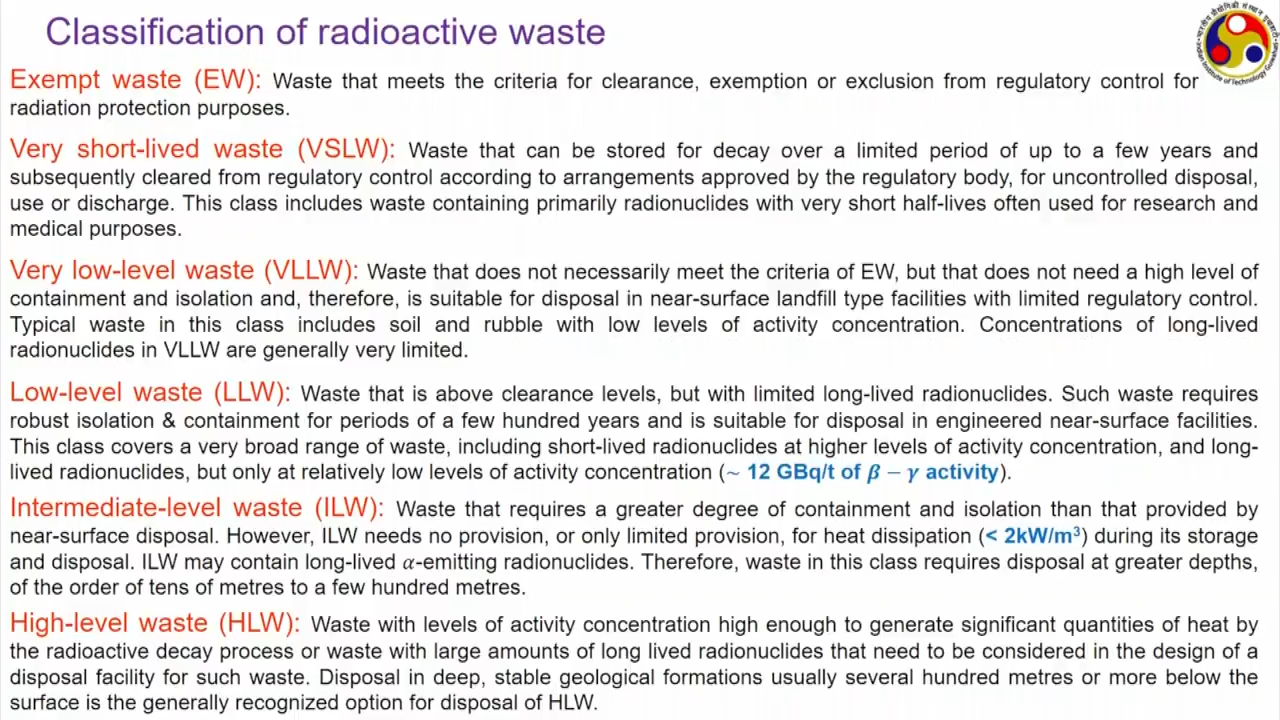 Classification of radioactive waste
Exempt waste (EW): Waste that meets the criteria for clearance, exemption or exclusion from regulatory control for
radiation protection purposes.
Very short-lived waste (VSLW): Waste that can be stored for decay over a limited period of up to a few years and
subsequently cleared from regulatory control according to arrangements approved by the regulatory body, for uncontrolled disposal,
use or discharge. This class includes waste containing primarily radionuclides with very short half-lives often used for research and
medical purposes.
Very low-level waste (VLLW): Waste that does not necessarily meet the criteria of EW, but that does not need a high level of
containment and isolation and, therefore, is suitable for disposal in near-surface landfill type facilities with limited regulatory control.
Typical waste in this class includes soil and rubble with low levels of activity concentration. Concentrations of long-lived
radionuclides in VLLW are generally very limited.
Low-level waste (LLW): Waste that is above clearance levels, but with limited long-lived radionuclides. Such waste requires
robust isolation & containment for periods of a few hundred years and is suitable for disposal in engineered near-surface facilities.
This class covers a very broad range of waste, including short-lived radionuclides at higher levels of activity concentration, and long-
lived radionuclides, but only at relatively low levels of activity concentration (~ 12 GBq/t of β − γ activity).
Intermediate-level waste (ILW): Waste that requires a greater degree of containment and isolation than that provided by
near-surface disposal. However, ILW needs no provision, or only limited provision, for heat dissipation (< 2kW/m³) during its storage
and disposal. ILW may contain long-lived α-emitting radionuclides. Therefore, waste in this class requires disposal at greater depths,
of the order of tens of metres to a few hundred metres.
High-level waste (HLW): Waste with levels of activity concentration high enough to generate significant quantities of heat by
the radioactive decay process or waste with large amounts of long lived radionuclides that need to be considered in the design of a
disposal facility for such waste. Disposal in deep, stable geological formations usually several hundred metres or more below the
surface is the generally recognized option for disposal of HLW.